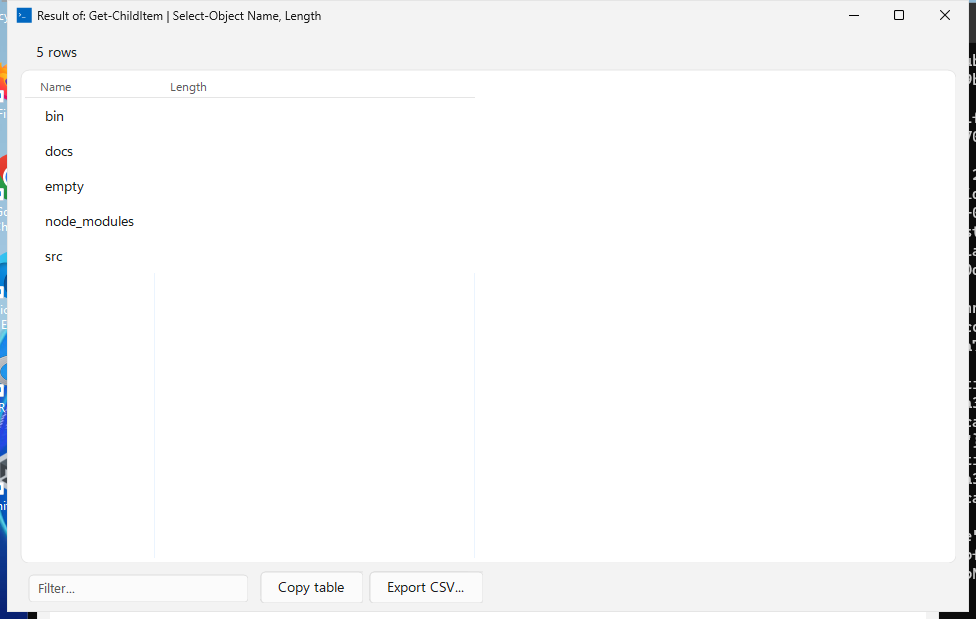 Result of: Get-ChildItem | Select-Object Name, Length
5 rows
Name Length
bin
docs
empty
node_modules
src
Filter...
Copy table Export CSV...